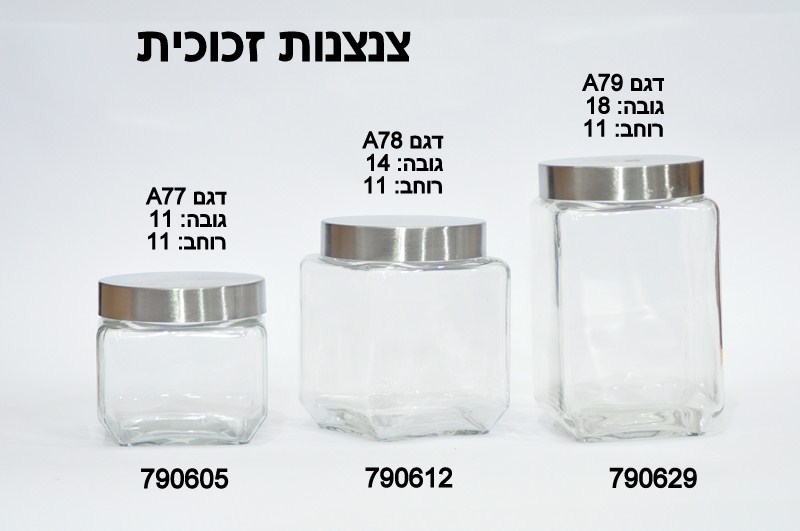 צנצנות זכוכית
דגם A79
גובה: 18
רוחב: 11
דגם A78
גובה: 14
רוחב: 11
דגם A77
גובה: 11
רוחב: 11
790605
790612
790629